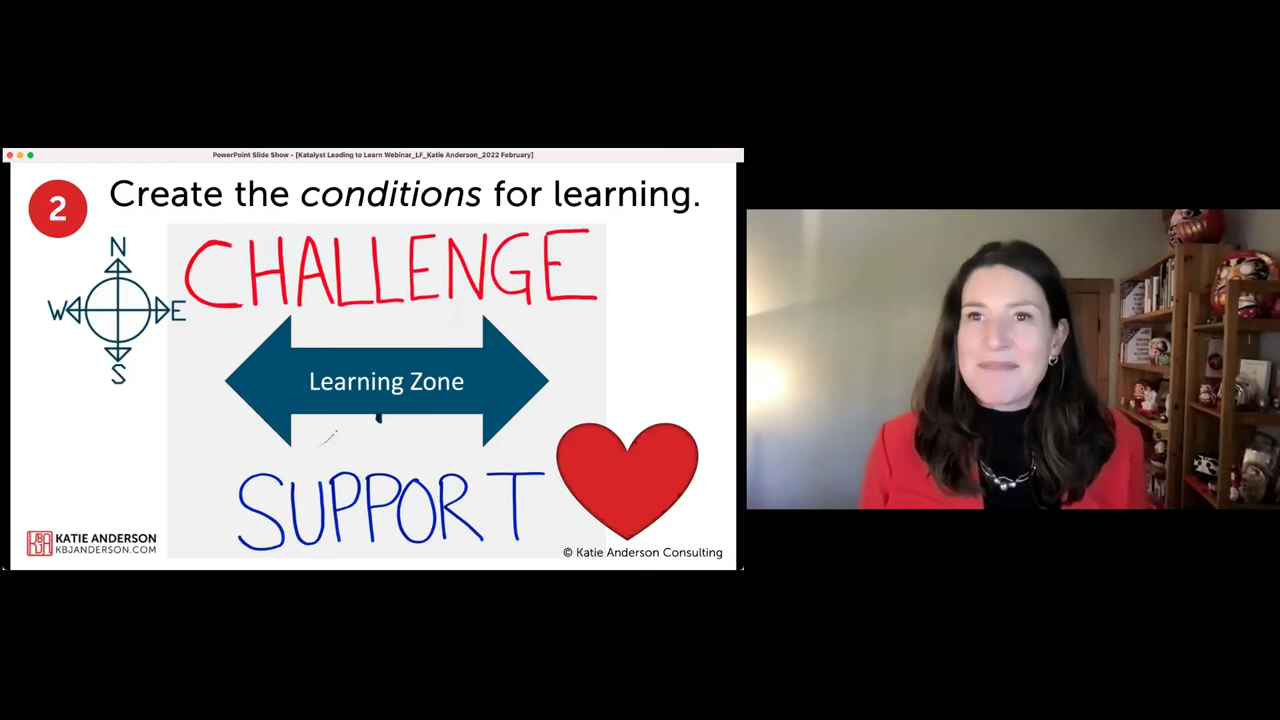 PowerPoint Slide Show - [Katalyst Leading to Learn Webinar_LF_Katie Anderson_2022 February]
2
Create the conditions for learning.
N
W
E
S
CHALLENGE
Learning Zone
SUPPORT
KATIE ANDERSON
KBJANDERSON.COM
© Katie Anderson Consulting